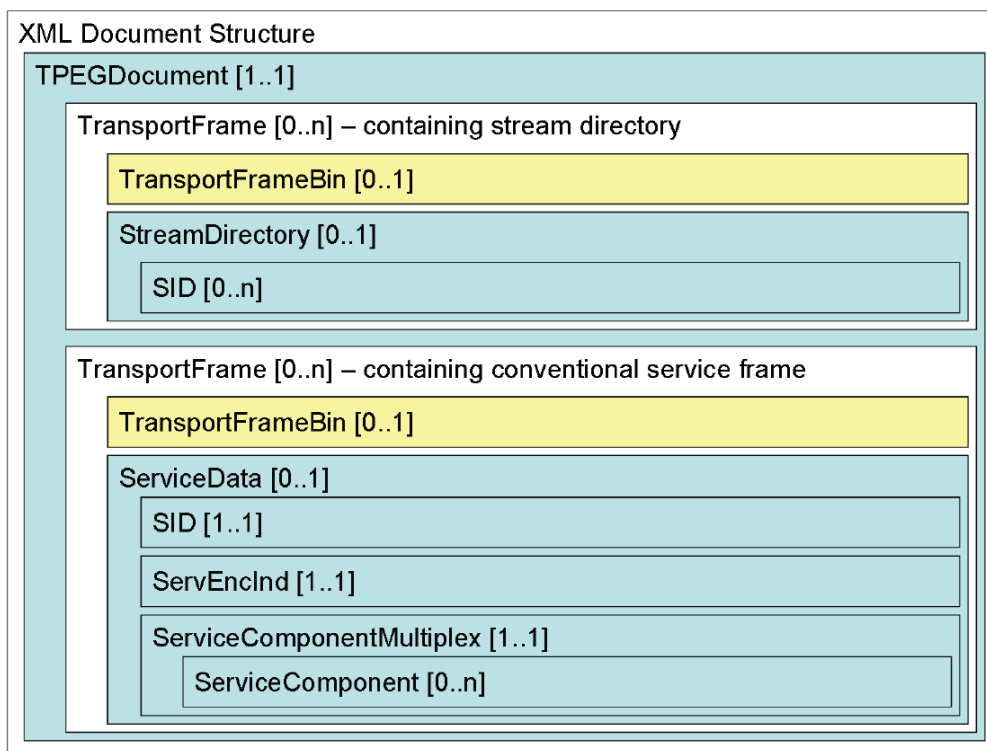 XML Document Structure
TPEGDocument [1..1]
TransportFrame [0..n] – containing stream directory
TransportFrameBin [0..1]
StreamDirectory [0..1]
SID [0..n]
TransportFrame [0..n] – containing conventional service frame
TransportFrameBin [0..1]
ServiceData [0..1]
SID [1..1]
ServEncInd [1..1]
ServiceComponentMultiplex [1..1]
ServiceComponent [0..n]